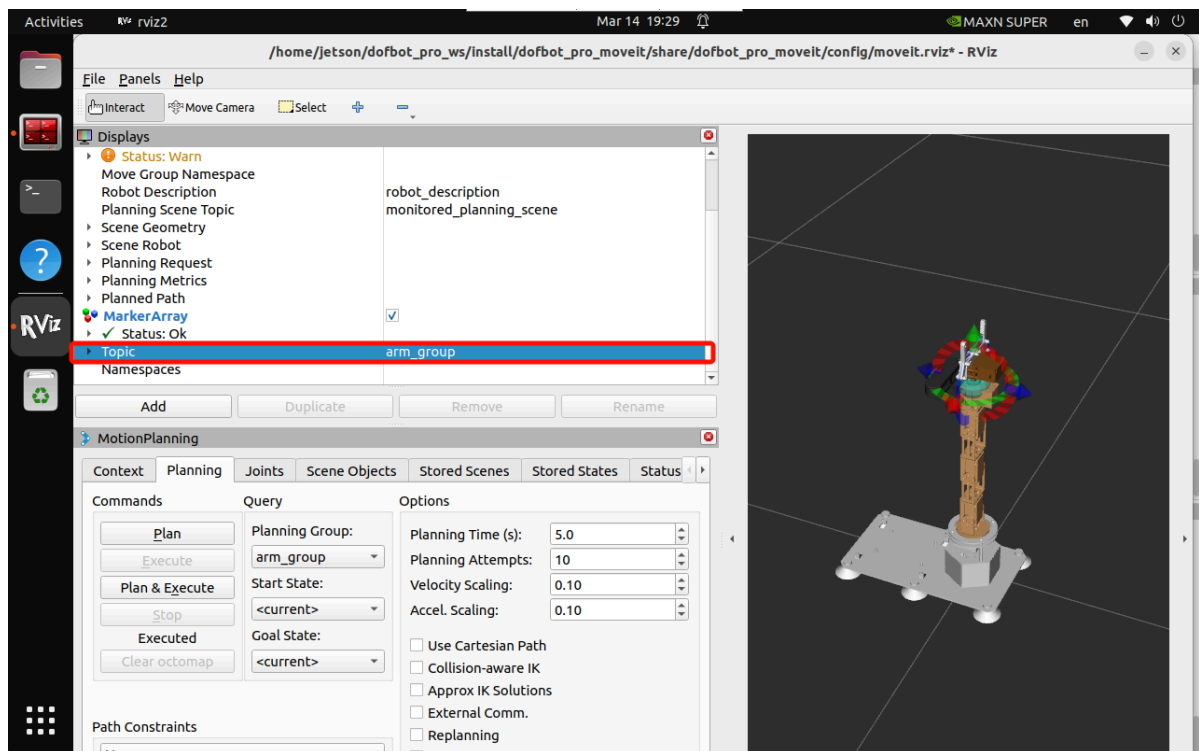 Activities
RViz rviz2
Mar 14 19:29
MAXN SUPER
en
/home/jetson/dofbot_pro_ws/install/dofbot_pro_moveit/share/dofbot_pro_moveit/config/moveit.rviz* - RViz
File Panels Help
Interact Move Camera Select
Displays
Status: Warn
Move Group Namespace
Robot Description robot_description
Planning Scene Topic monitored_planning_scene
Scene Geometry
Scene Robot
Planning Request
Planning Metrics
Planned Path
MarkerArray
Status: Ok
Topic arm_group
Namespaces
RViz
Add Duplicate Remove Rename
MotionPlanning
Context Planning Joints Scene Objects Stored Scenes Stored States Status
Commands Query Options
Plan
Execute
Plan & Execute
Stop
Executed
Clear octomap
Planning Group:
arm_group
Start State:
<current>
Goal State:
<current>
Planning Time (s): 5.0
Planning Attempts: 10
Velocity Scaling: 0.10
Accel. Scaling: 0.10
Use Cartesian Path
Collision-aware IK
Approx IK Solutions
External Comm.
Replanning
Path Constraints